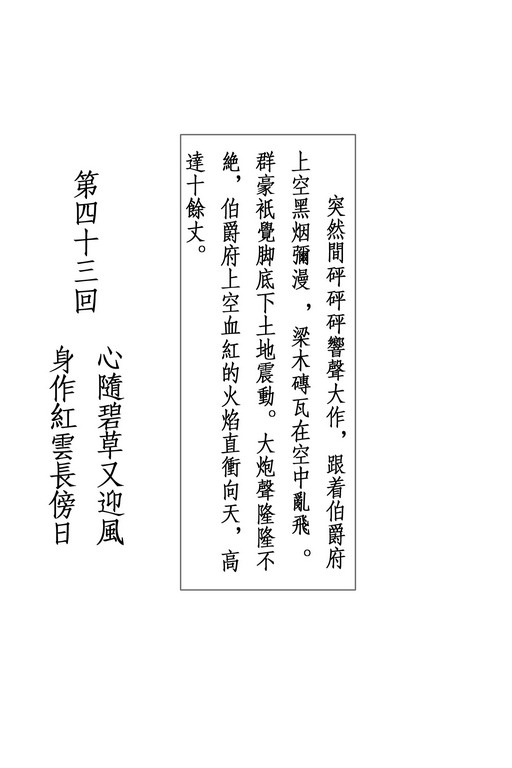 突然間砰砰砰響聲大作，跟着伯爵府
上空黑烟彌漫，梁木磚瓦在空中亂飛。
群豪衹覺脚底下土地震動。大炮聲隆隆不
絶，伯爵府上空血紅的火焰直衝向天，高
達十餘丈。
第四十三回
心隨碧草又迎風
身作紅雲長傍日